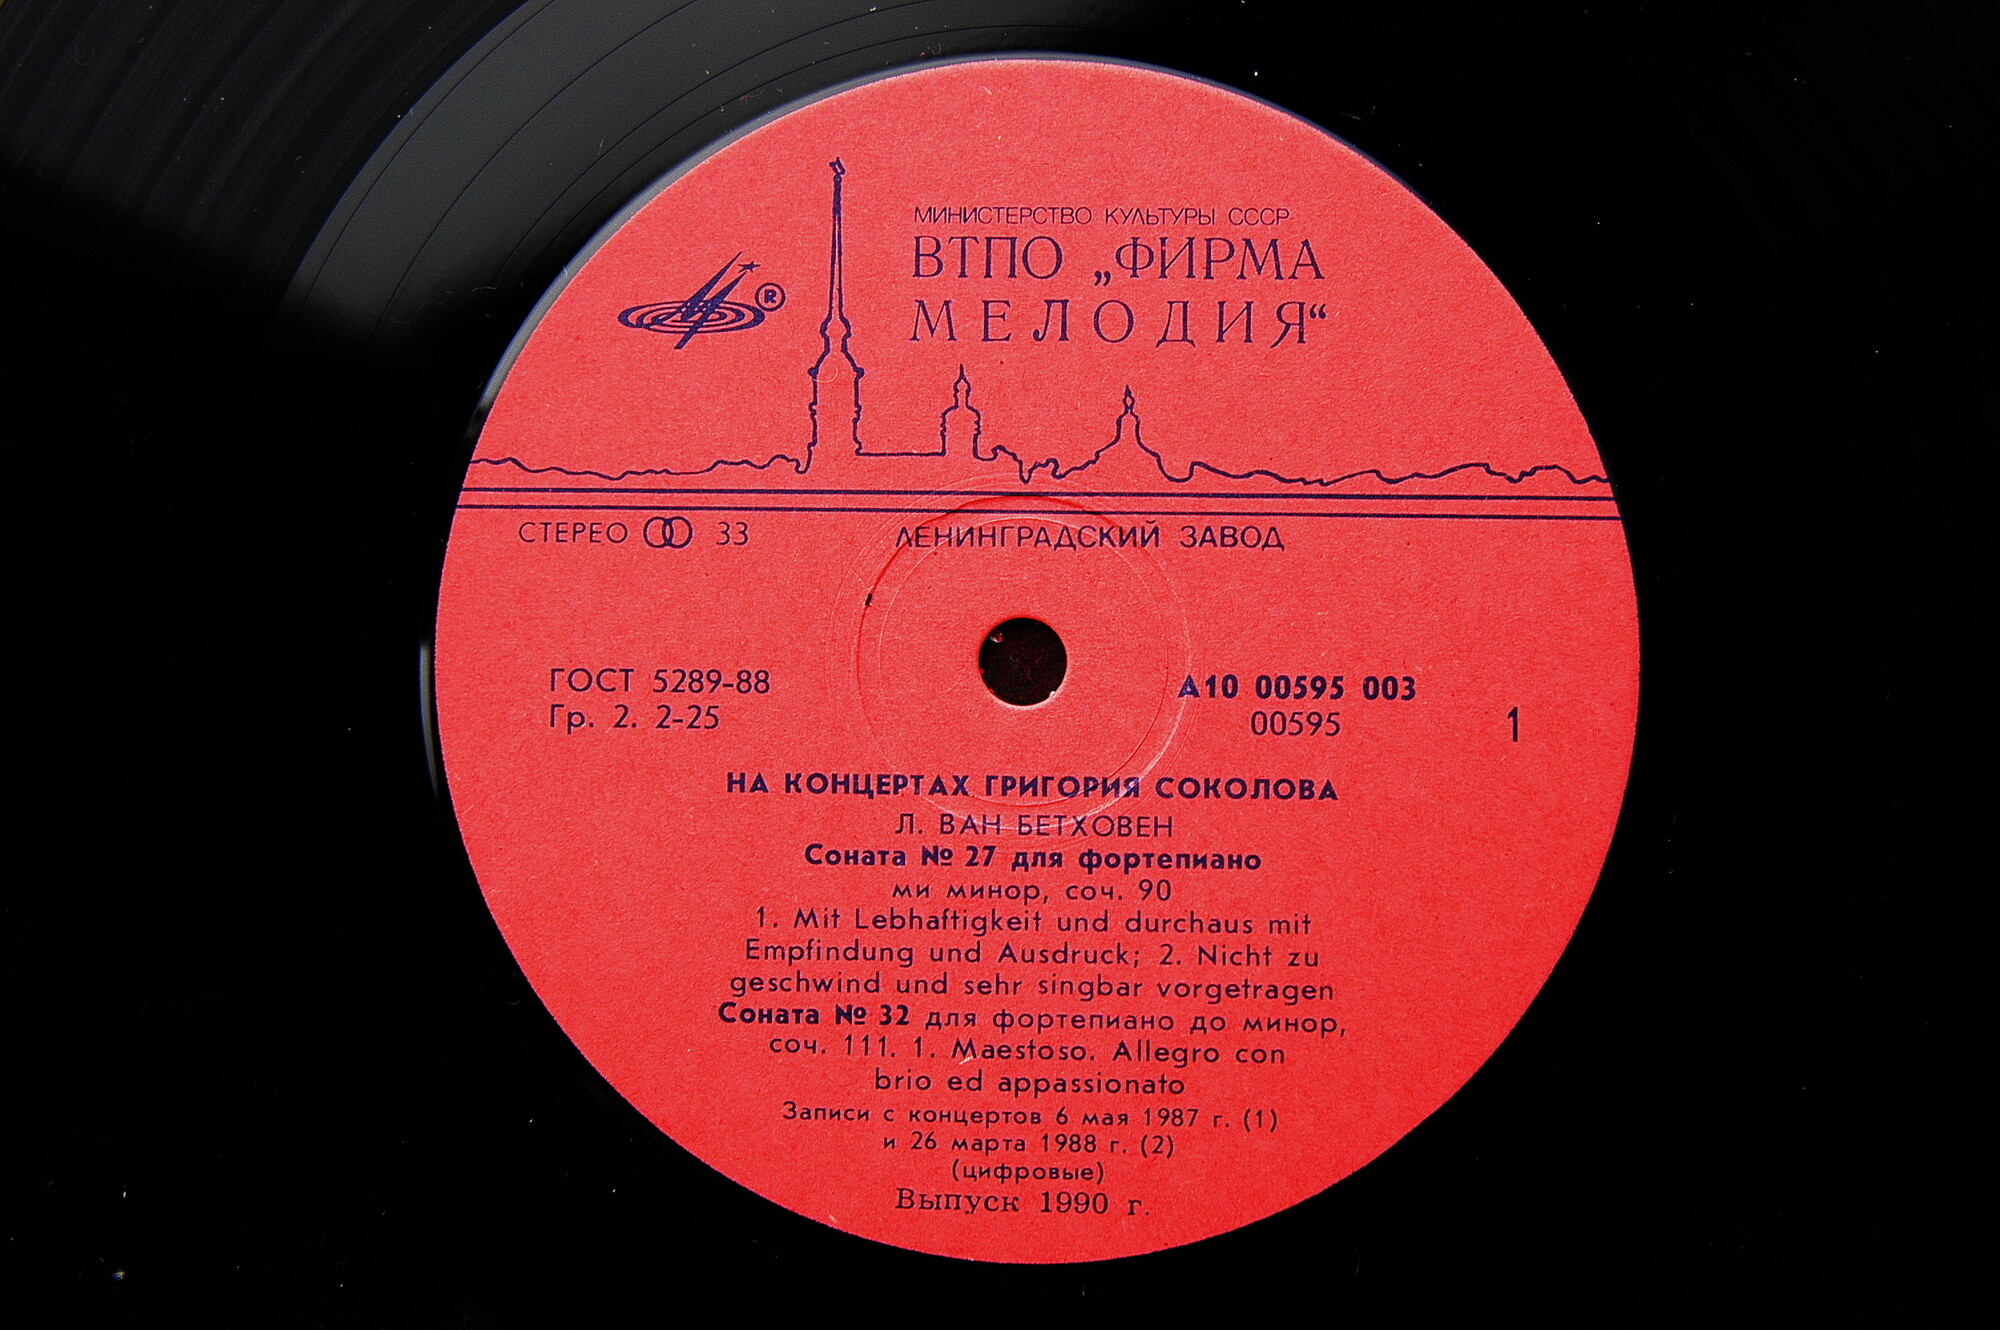 МИНИСТЕРСТВО КУЛЬТУРЫ СССР
ВТПО „ФИРМА
МЕЛОДИЯ“
®
СТЕРЕО 33
ЛЕНИНГРАДСКИЙ ЗАВОД
ГОСТ 5289-88
Гр. 2. 2-25
А10 00595 003
00595
1
НА КОНЦЕРТАХ ГРИГОРИЯ СОКОЛОВА
Л. ВАН БЕТХОВЕН
Соната № 27 для фортепиано
ми минор, соч. 90
1. Mit Lebhaftigkeit und durchaus mit
Empfindung und Ausdruck; 2. Nicht zu
geschwind und sehr singbar vorgetragen
Соната № 32 для фортепиано до минор,
соч. 111. 1. Maestoso. Allegro con
brio ed appassionato
Записи с концертов 6 мая 1987 г. (1)
и 26 марта 1988 г. (2)
(цифровые)
Выпуск 1990 г.